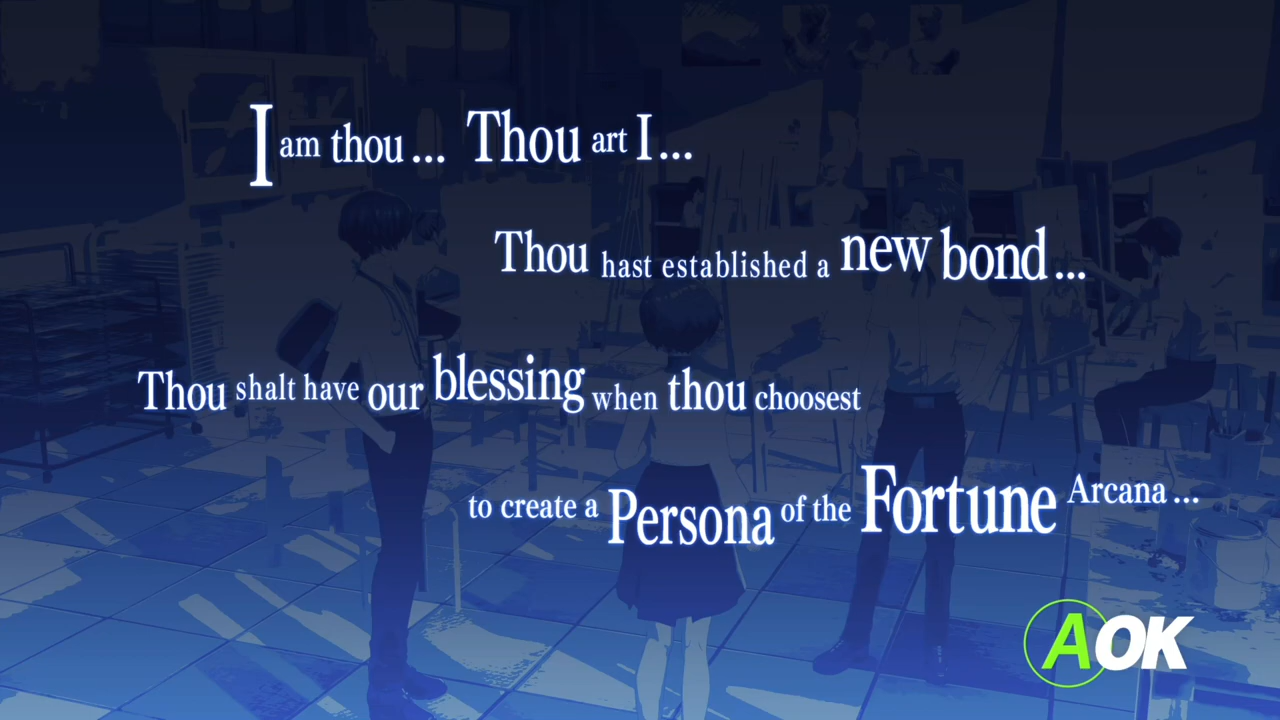 I am thou... Thou art I...
Thou hast established a new bond...
Thou shalt have our blessing when thou choosest
to create a Persona of the Fortune Arcana...
A OK